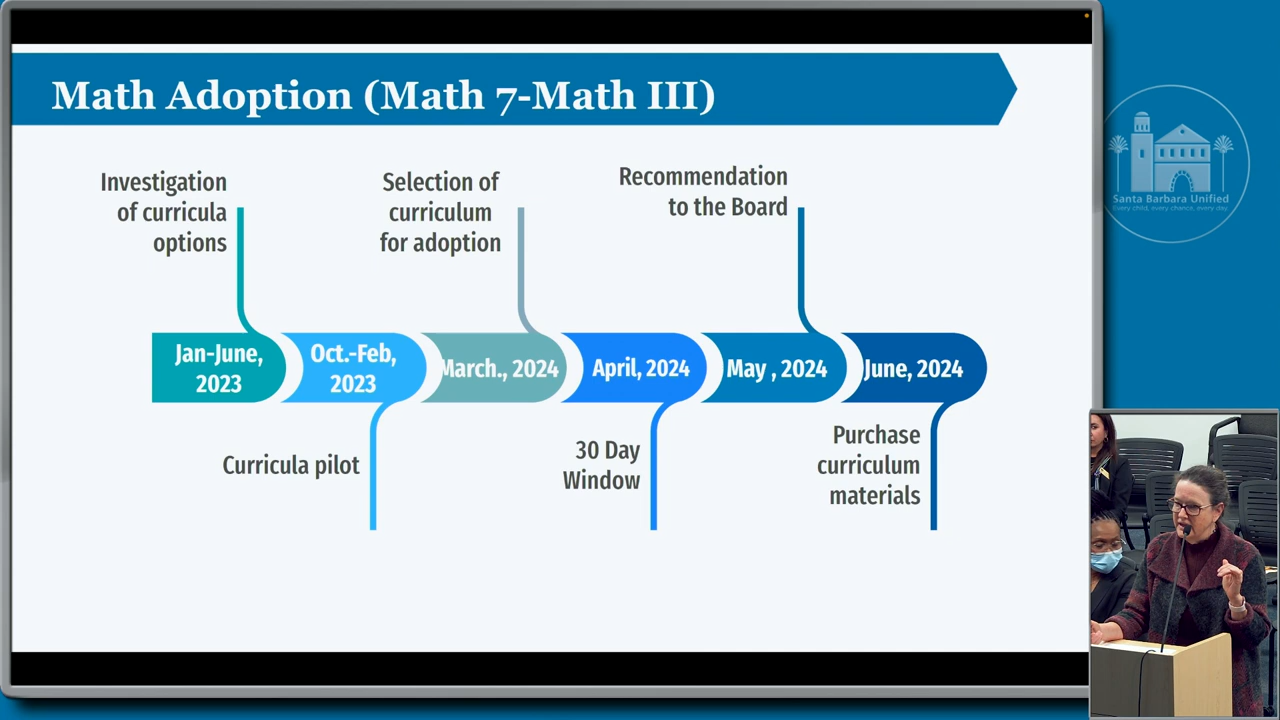 Math Adoption (Math 7-Math III)
Investigation
of curricula
options
Selection of
curriculum
for adoption
Recommendation
to the Board
Jan-June,
2023
Oct.-Feb,
2023
March., 2024
April, 2024
May , 2024
June, 2024
Curricula pilot
30 Day
Window
Purchase
curriculum
materials
Santa Barbara Unified
Every child, every chance, every day.